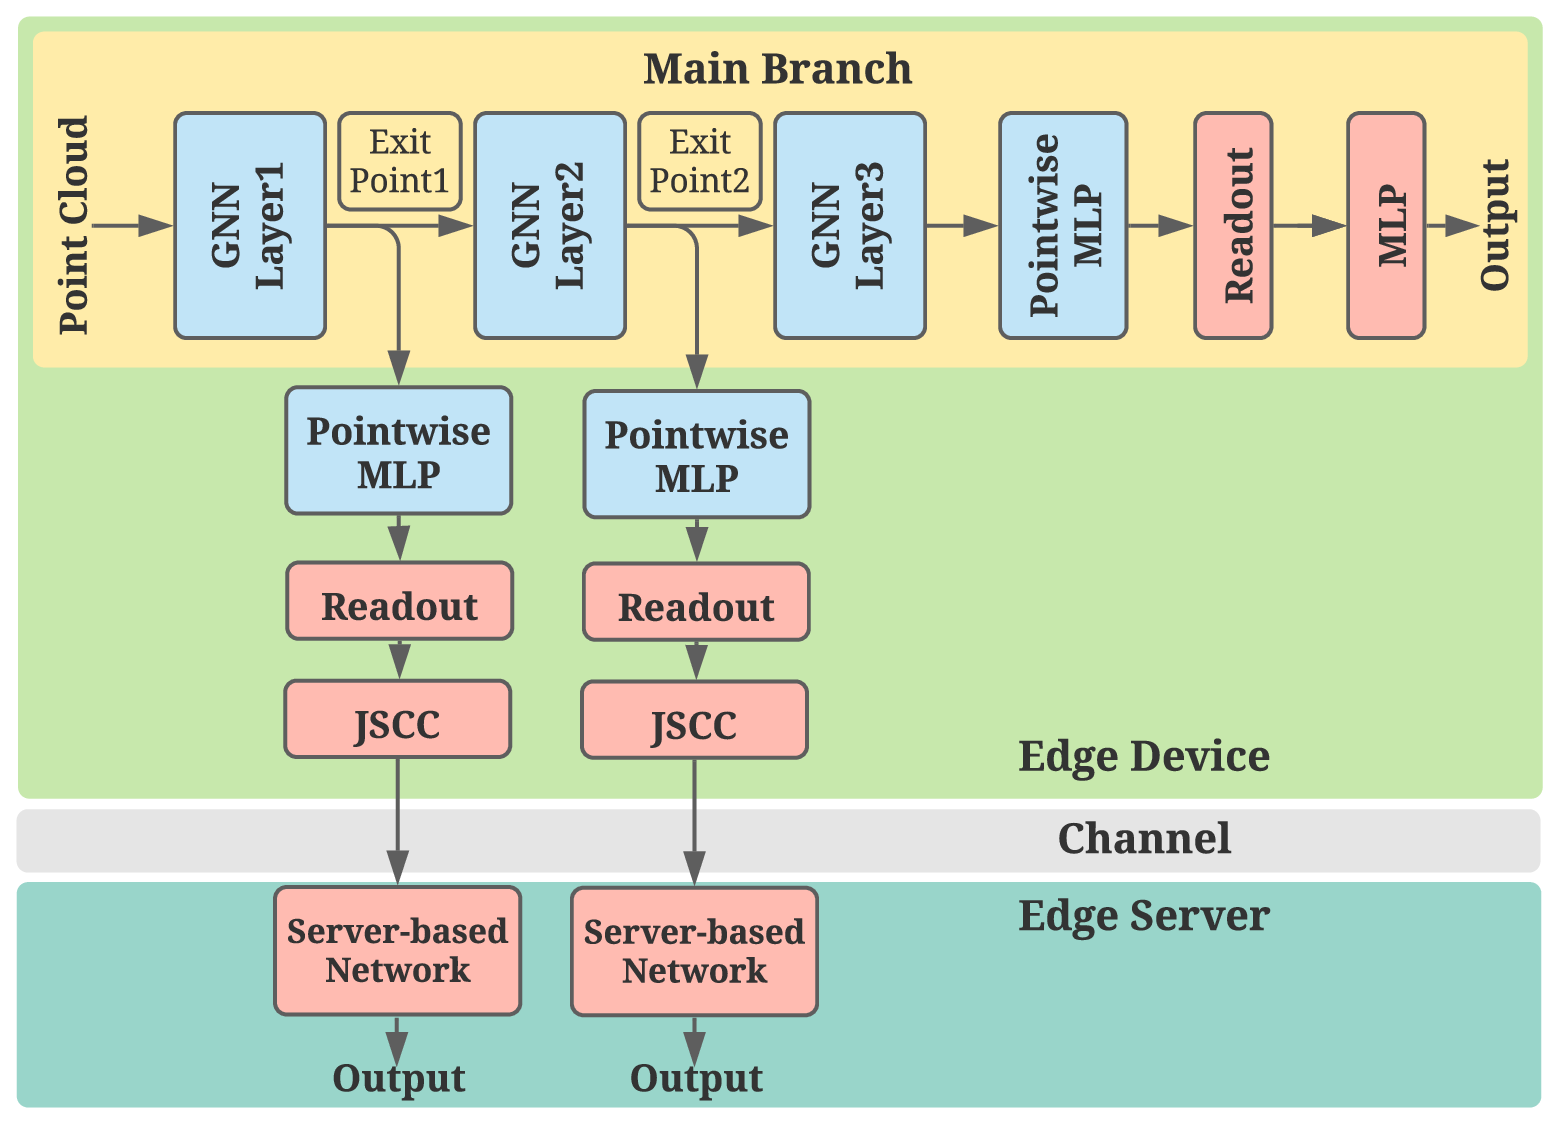 Main Branch
Point Cloud
GNN
Layer1
Exit
Point1
GNN
Layer2
Exit
Point2
GNN
Layer3
Pointwise
MLP
Readout
MLP
Output
Pointwise
MLP
Pointwise
MLP
Readout
Readout
JSCC
JSCC
Edge Device
Channel
Edge Server
Server-based
Network
Server-based
Network
Output
Output